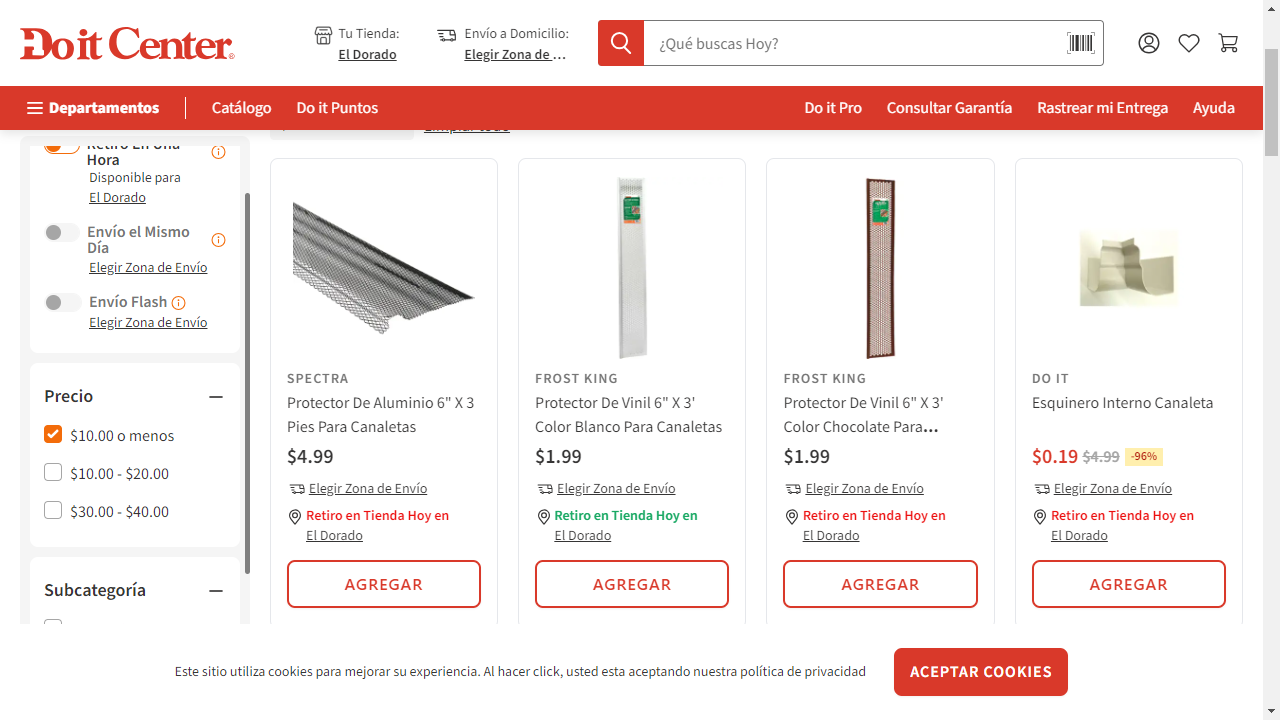 Do it Center
Tu Tienda:
El Dorado
Envío a Domicilio:
Elegir Zona de ...
¿Qué buscas Hoy?
Departamentos
Catálogo
Do it Puntos
Do it Pro
Consultar Garantía
Rastrear mi Entrega
Ayuda
Limpiar todo
Retiro En Una
Hora
Disponible para
El Dorado
Envío el Mismo
Día
Elegir Zona de Envío
Envío Flash
Elegir Zona de Envío
Precio
$10.00 o menos
$10.00 - $20.00
$30.00 - $40.00
Subcategoría
SPECTRA
Protector De Aluminio 6" X 3
Pies Para Canaletas
$4.99
Elegir Zona de Envío
Retiro en Tienda Hoy en
El Dorado
AGREGAR
FROST KING
Protector De Vinil 6" X 3'
Color Blanco Para Canaletas
$1.99
Elegir Zona de Envío
Retiro en Tienda Hoy en
El Dorado
AGREGAR
FROST KING
Protector De Vinil 6" X 3'
Color Chocolate Para...
$1.99
Elegir Zona de Envío
Retiro en Tienda Hoy en
El Dorado
AGREGAR
DO IT
Esquinero Interno Canaleta
$0.19 $4.99 -96%
Elegir Zona de Envío
Retiro en Tienda Hoy en
El Dorado
AGREGAR
Este sitio utiliza cookies para mejorar su experiencia. Al hacer click, usted esta aceptando nuestra política de privacidad
ACEPTAR COOKIES